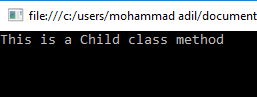 file:///c:/users/mohammad adil/document
This is a Child class method